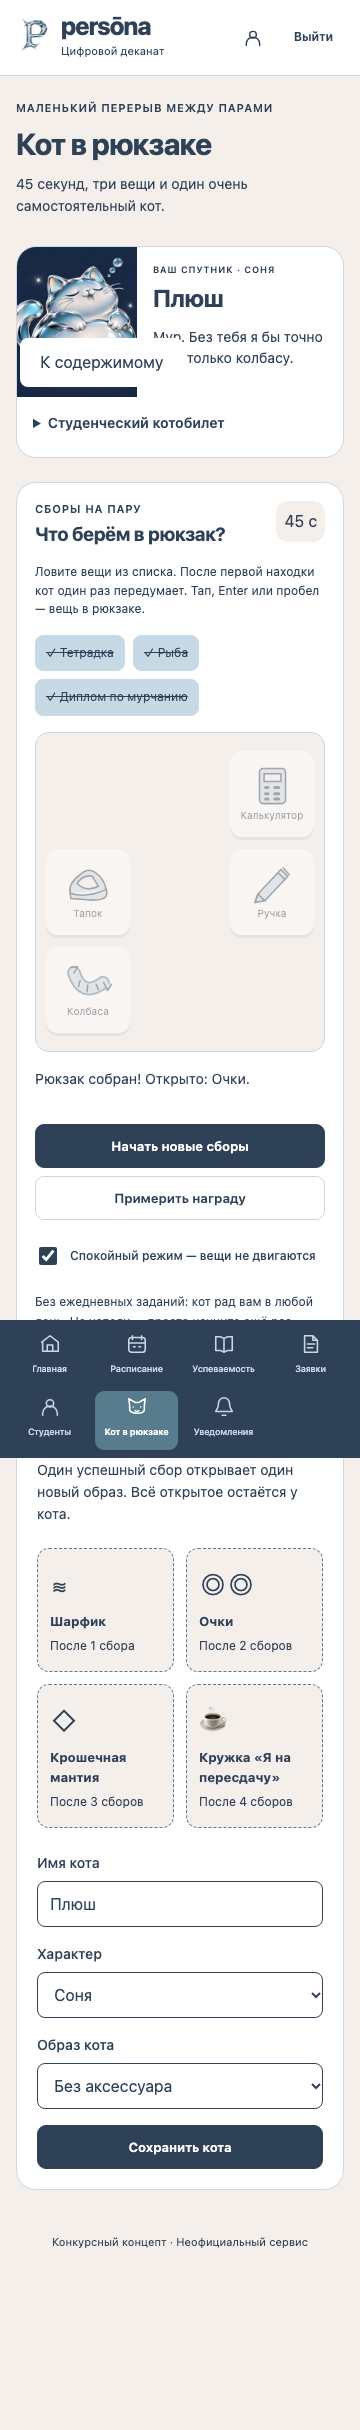 persōna
Цифровой деканат
Выйти
МАЛЕНЬКИЙ ПЕРЕРЫВ МЕЖДУ ПАРАМИ
Кот в рюкзаке
45 секунд, три вещи и один очень
самостоятельный кот.
ВАШ СПУТНИК · СОНЯ
Плюш
Мур. Без тебя я бы точно
только колбасу.
К содержимому
Студенческий котобилет
СБОРЫ НА ПАРУ
Что берём в рюкзак?
45 с
Ловите вещи из списка. После первой находки
кот один раз передумает. Тап, Enter или пробел
— вещь в рюкзаке.
✓ Тетрадка
✓ Рыба
✓ Диплом по мурчанию
Калькулятор
Тапок
Ручка
Колбаса
Рюкзак собран! Открыто: Очки.
Начать новые сборы
Примерить награду
Спокойный режим — вещи не двигаются
Без ежедневных заданий: кот рад вам в любой
Главная
Расписание
Успеваемость
Заявки
Студенты
Кот в рюкзаке
Уведомления
Один успешный сбор открывает один
новый образ. Всё открытое остаётся у
кота.
Шарфик
После 1 сбора
Очки
После 2 сборов
Крошечная
мантия
После 3 сборов
Кружка «Я на
пересдачу»
После 4 сборов
Имя кота
Плюш
Характер
Соня
Образ кота
Без аксессуара
Сохранить кота
Конкурсный концепт · Неофициальный сервис